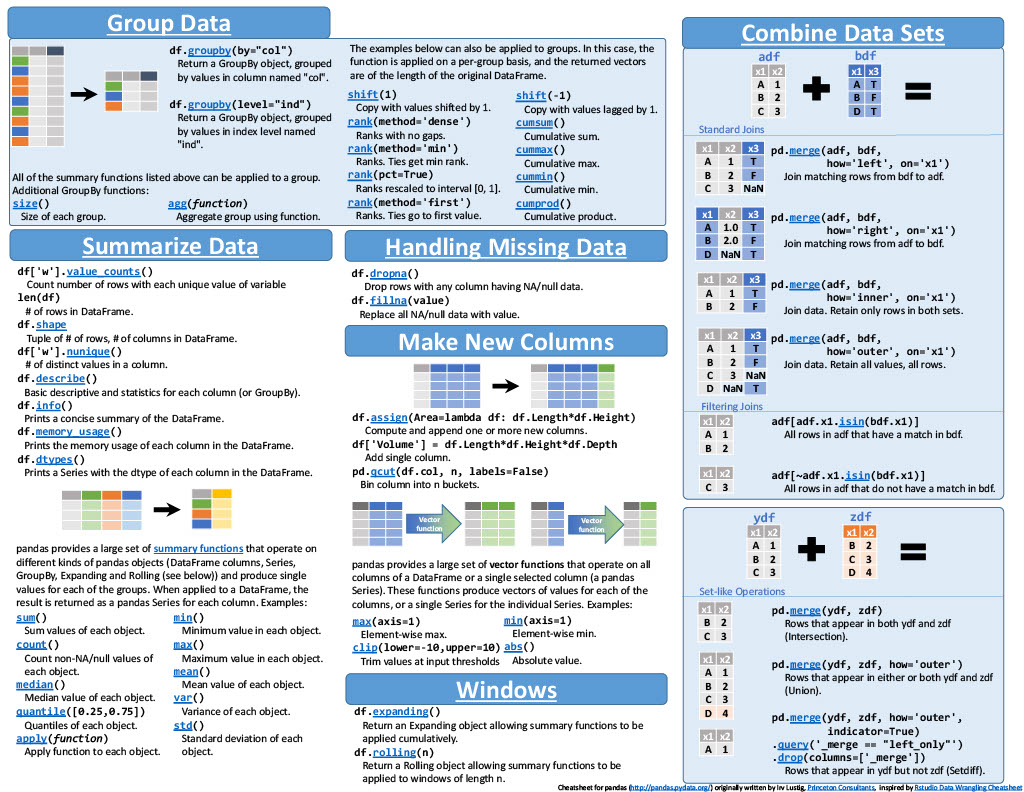 Group Data
df.groupby(by="col")
Return a GroupBy object, grouped
by values in column named "col".
df.groupby(level="ind")
Return a GroupBy object, grouped
by values in index level named
"ind".
All of the summary functions listed above can be applied to a group.
Additional GroupBy functions:
size()
Size of each group.
agg(function)
Aggregate group using function.
The examples below can also be applied to groups. In this case, the
function is applied on a per-group basis, and the returned vectors
are of the length of the original DataFrame.
shift(1)
Copy with values shifted by 1.
rank(method='dense')
Ranks with no gaps.
rank(method='min')
Ranks. Ties get min rank.
rank(pct=True)
Ranks rescaled to interval [0, 1].
rank(method='first')
Ranks. Ties go to first value.
shift(-1)
Copy with values lagged by 1.
cumsum()
Cumulative sum.
cummax()
Cumulative max.
cummin()
Cumulative min.
cumprod()
Cumulative product.
Summarize Data
df['w'].value_counts()
Count number of rows with each unique value of variable
len(df)
# of rows in DataFrame.
df.shape
Tuple of # of rows, # of columns in DataFrame.
df['w'].nunique()
# of distinct values in a column.
df.describe()
Basic descriptive and statistics for each column (or GroupBy).
df.info()
Prints a concise summary of the DataFrame.
df.memory_usage()
Prints the memory usage of each column in the DataFrame.
df.dtypes()
Prints a Series with the dtype of each column in the DataFrame.
pandas provides a large set of summary functions that operate on
different kinds of pandas objects (DataFrame columns, Series,
GroupBy, Expanding and Rolling (see below)) and produce single
values for each of the groups. When applied to a DataFrame, the
result is returned as a pandas Series for each column. Examples:
sum()
Sum values of each object.
count()
Count non-NA/null values of
each object.
median()
Median value of each object.
quantile([0.25,0.75])
Quantiles of each object.
apply(function)
Apply function to each object.
min()
Minimum value in each object.
max()
Maximum value in each object.
mean()
Mean value of each object.
var()
Variance of each object.
std()
Standard deviation of each
object.
Handling Missing Data
df.dropna()
Drop rows with any column having NA/null data.
df.fillna(value)
Replace all NA/null data with value.
Make New Columns
df.assign(Area=lambda df: df.Length*df.Height)
Compute and append one or more new columns.
df['Volume'] = df.Length*df.Height*df.Depth
Add single column.
pd.qcut(df.col, n, labels=False)
Bin column into n buckets.
Vector
function
Vector
function
pandas provides a large set of vector functions that operate on all
columns of a DataFrame or a single selected column (a pandas
Series). These functions produce vectors of values for each of the
columns, or a single Series for the individual Series. Examples:
max(axis=1)
Element-wise max.
clip(lower=-10,upper=10)
Trim values at input thresholds
min(axis=1)
Element-wise min.
abs()
Absolute value.
Windows
df.expanding()
Return an Expanding object allowing summary functions to be
applied cumulatively.
df.rolling(n)
Return a Rolling object allowing summary functions to be
applied to windows of length n.
Combine Data Sets
adf
x1 x2
A 1
B 2
C 3
bdf
x1 x3
A T
B F
D T
Standard Joins
x1 x2 x3
A 1 T
B 2 F
C 3 NaN
pd.merge(adf, bdf,
how='left', on='x1')
Join matching rows from bdf to adf.
x1 x2 x3
A 1.0 T
B 2.0 F
D NaN T
pd.merge(adf, bdf,
how='right', on='x1')
Join matching rows from adf to bdf.
x1 x2 x3
A 1 T
B 2 F
pd.merge(adf, bdf,
how='inner', on='x1')
Join data. Retain only rows in both sets.
x1 x2 x3
A 1 T
B 2 F
C 3 NaN
D NaN T
pd.merge(adf, bdf,
how='outer', on='x1')
Join data. Retain all values, all rows.
Filtering Joins
x1 x2
A 1
B 2
adf[adf.x1.isin(bdf.x1)]
All rows in adf that have a match in bdf.
x1 x2
C 3
adf[~adf.x1.isin(bdf.x1)]
All rows in adf that do not have a match in bdf.
ydf
x1 x2
A 1
B 2
C 3
zdf
x1 x2
B 2
C 3
D 4
Set-like Operations
x1 x2
B 2
C 3
pd.merge(ydf, zdf)
Rows that appear in both ydf and zdf
(Intersection).
x1 x2
A 1
B 2
C 3
D 4
pd.merge(ydf, zdf, how='outer')
Rows that appear in either or both ydf and zdf
(Union).
x1 x2
A 1
pd.merge(ydf, zdf, how='outer',
indicator=True)
.query('_merge == "left_only"')
.drop(columns=['_merge'])
Rows that appear in ydf but not zdf (Setdiff).
Cheatsheet for pandas (http://pandas.pydata.org/) originally written by Irv Lustig, Princeton Consultants, inspired by Rstudio Data Wrangling Cheatsheet